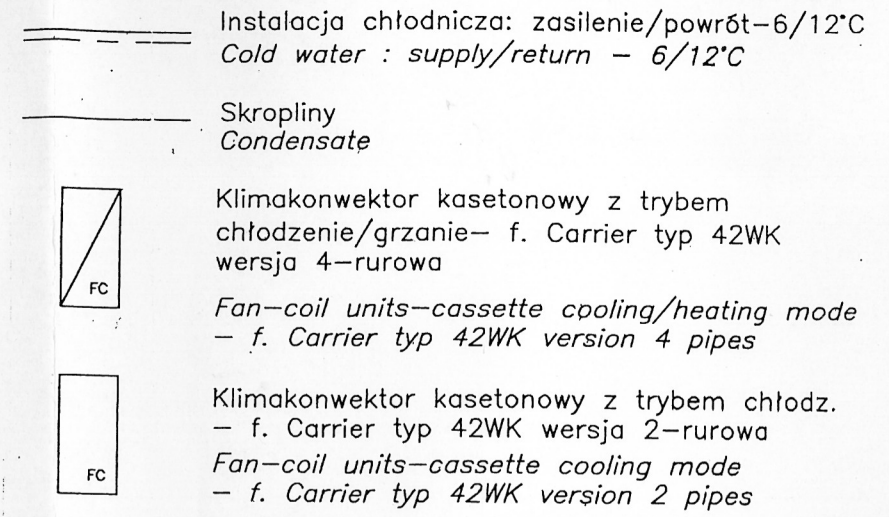 Instalacja chłodnicza: zasilenie/powrót-6/12°C
Cold water : supply/return - 6/12°C
Skropliny
Condensate
Klimakonwektor kasetonowy z trybem
chłodzenie/grzanie- f. Carrier typ 42WK
wersja 4-rurowa
FC
Fan-coil units-cassette cooling/heating mode
- f. Carrier typ 42WK version 4 pipes
Klimakonwektor kasetonowy z trybem chłodz.
- f. Carrier typ 42WK wersja 2-rurowa
FC
Fan-coil units-cassette cooling mode
- f. Carrier typ 42WK version 2 pipes